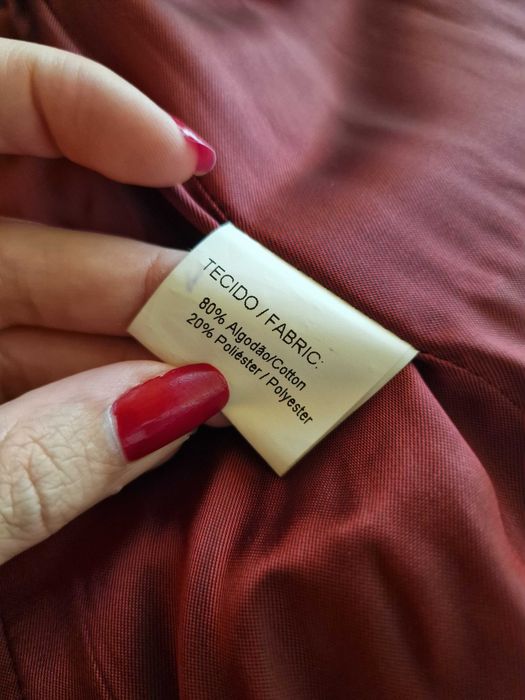 TECIDO / FABRIC:
80% Algodão/Cotton
20% Poliéster / Polyester